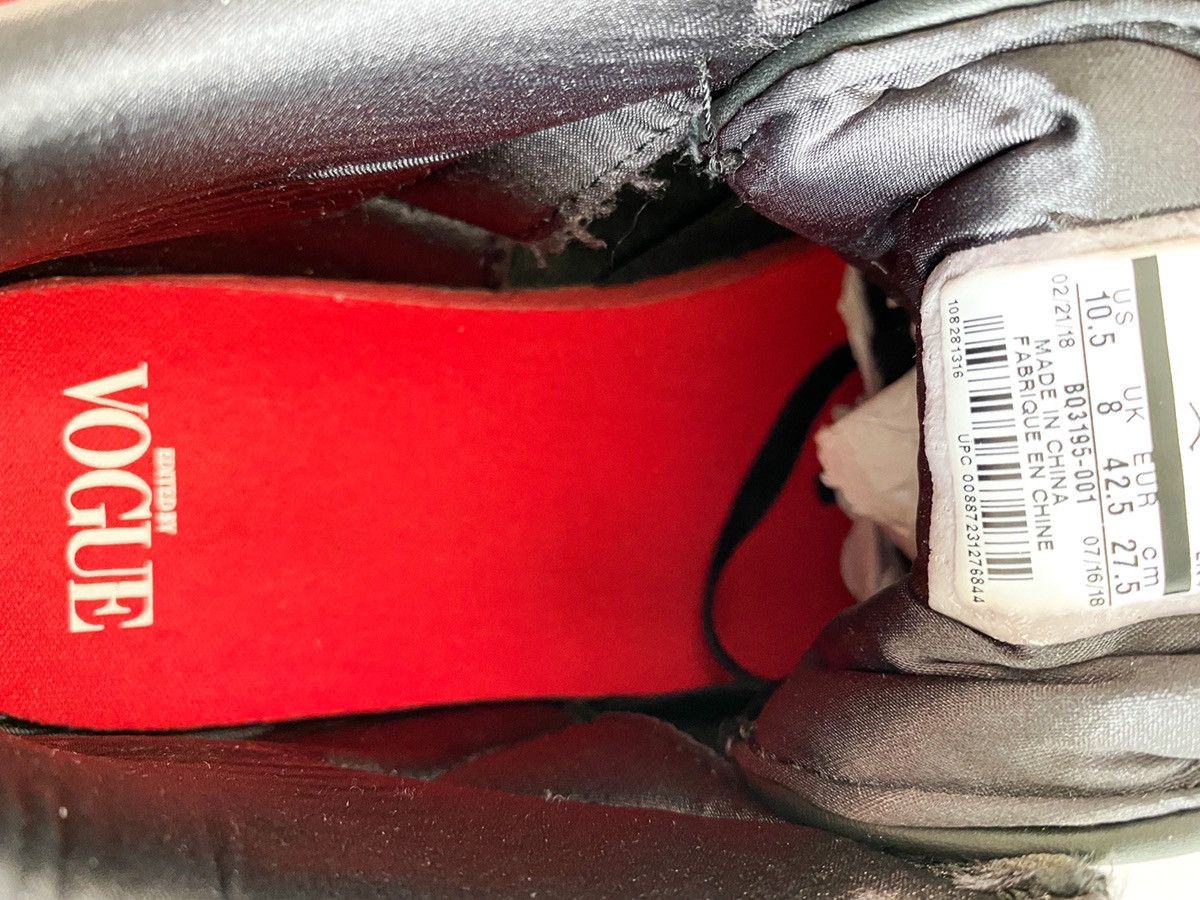 EDITED BY
VOGUE
US UK EUR cm
10.5 8 42.5 27.5
02/21/18 BQ3195-001 07/16/18
MADE IN CHINA
FABRIQUE EN CHINE
108281316
UPC 00887231276844